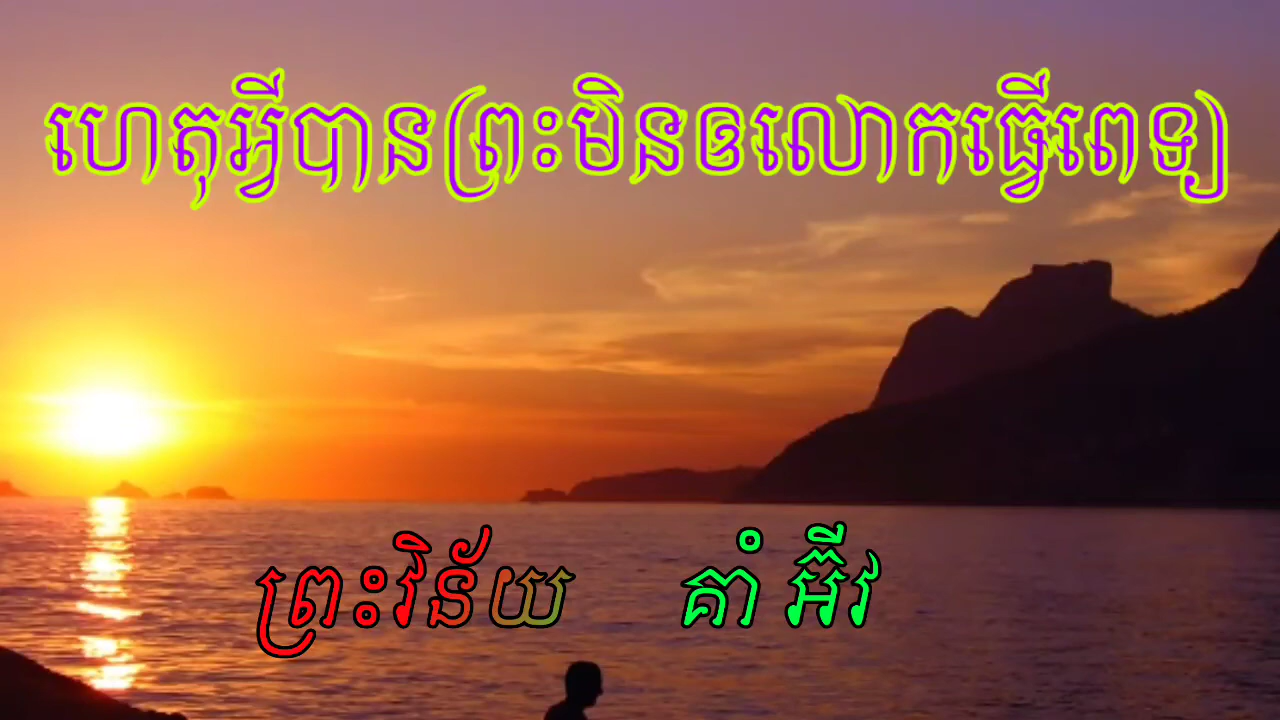 ហេតុអ្វីបានព្រះមិនឲលោកធ្វើពេទ្យ
ព្រះវិន័យ គាំ អ៊ីវ